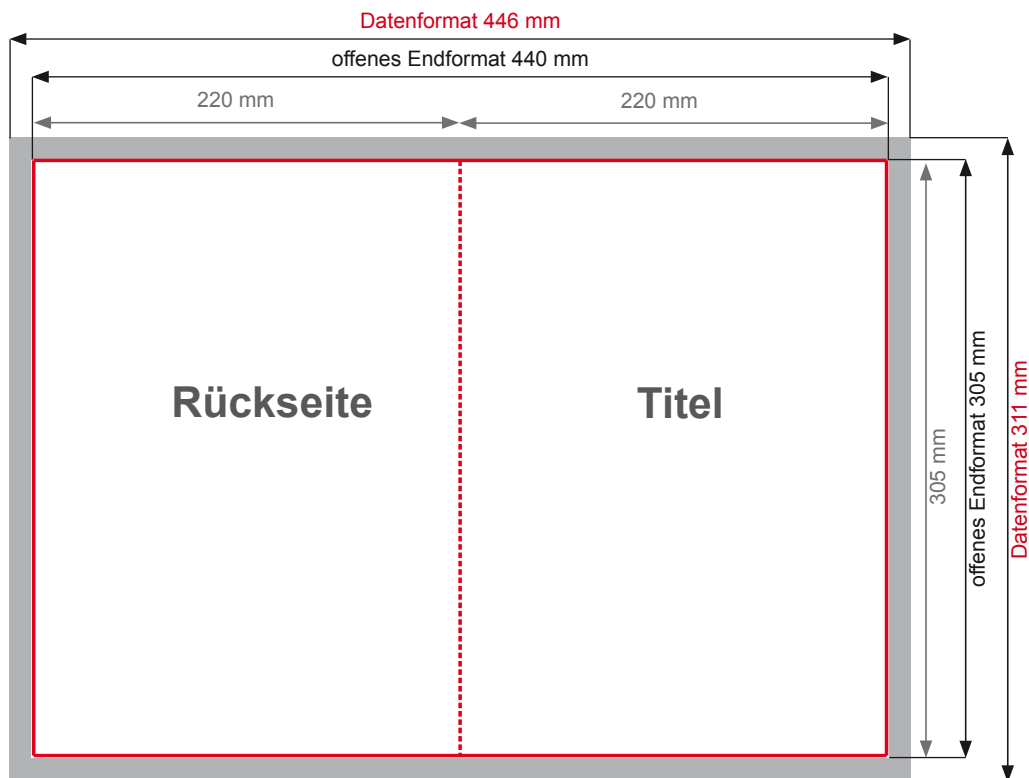 Datenformat 446 mm
offenes Endformat 440 mm
220 mm
220 mm
Rückseite
Titel
305 mm
offenes Endformat 305 mm
Datenformat 311 mm